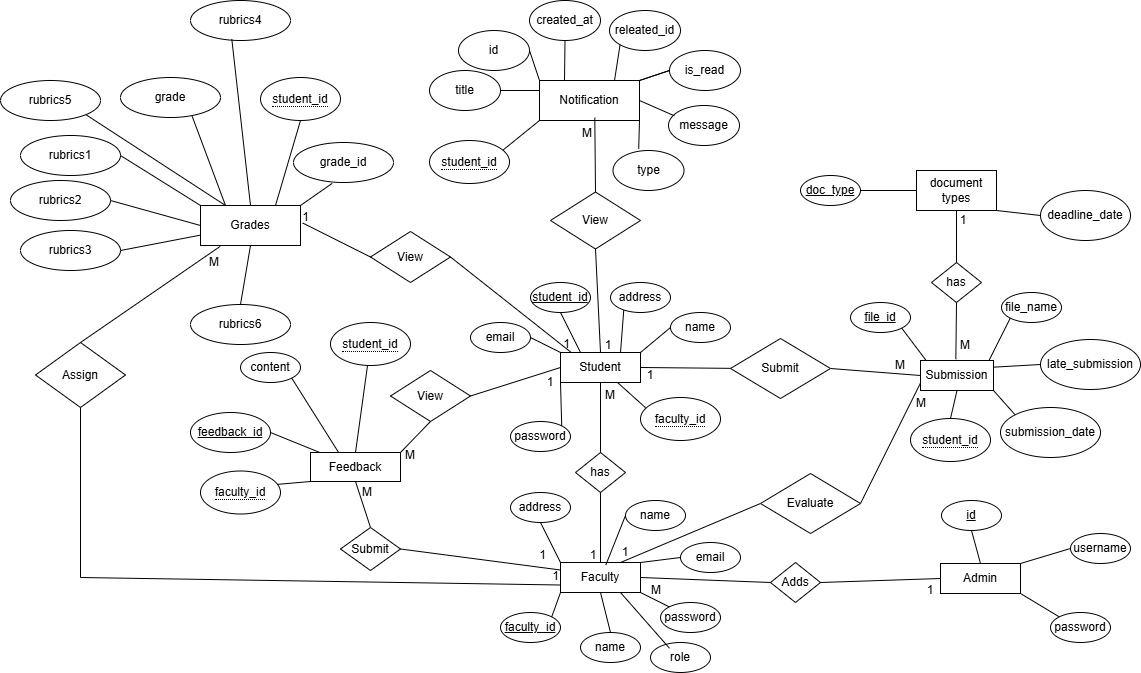 rubrics4
created_at
releated_id
id
is_read
title
Notification
rubrics5
grade
student_id
message
M
student_id
type
rubrics1
grade_id
rubrics2
Grades
1
rubrics3
M
View
View
doc_type
document
types
1
deadline_date
has
rubrics6
student_id
address
email
name
file_id
file_name
M
student_id
content
Assign
View
1
1
Student
1
1
M
Submit
M
Submission
M
late_submission
feedback_id
password
faculty_id
student_id
submission_date
M
Feedback
M
faculty_id
has
Evaluate
address
name
id
Submit
1
1
1
email
username
1
Faculty
M
Adds
1
Admin
faculty_id
password
password
name
role